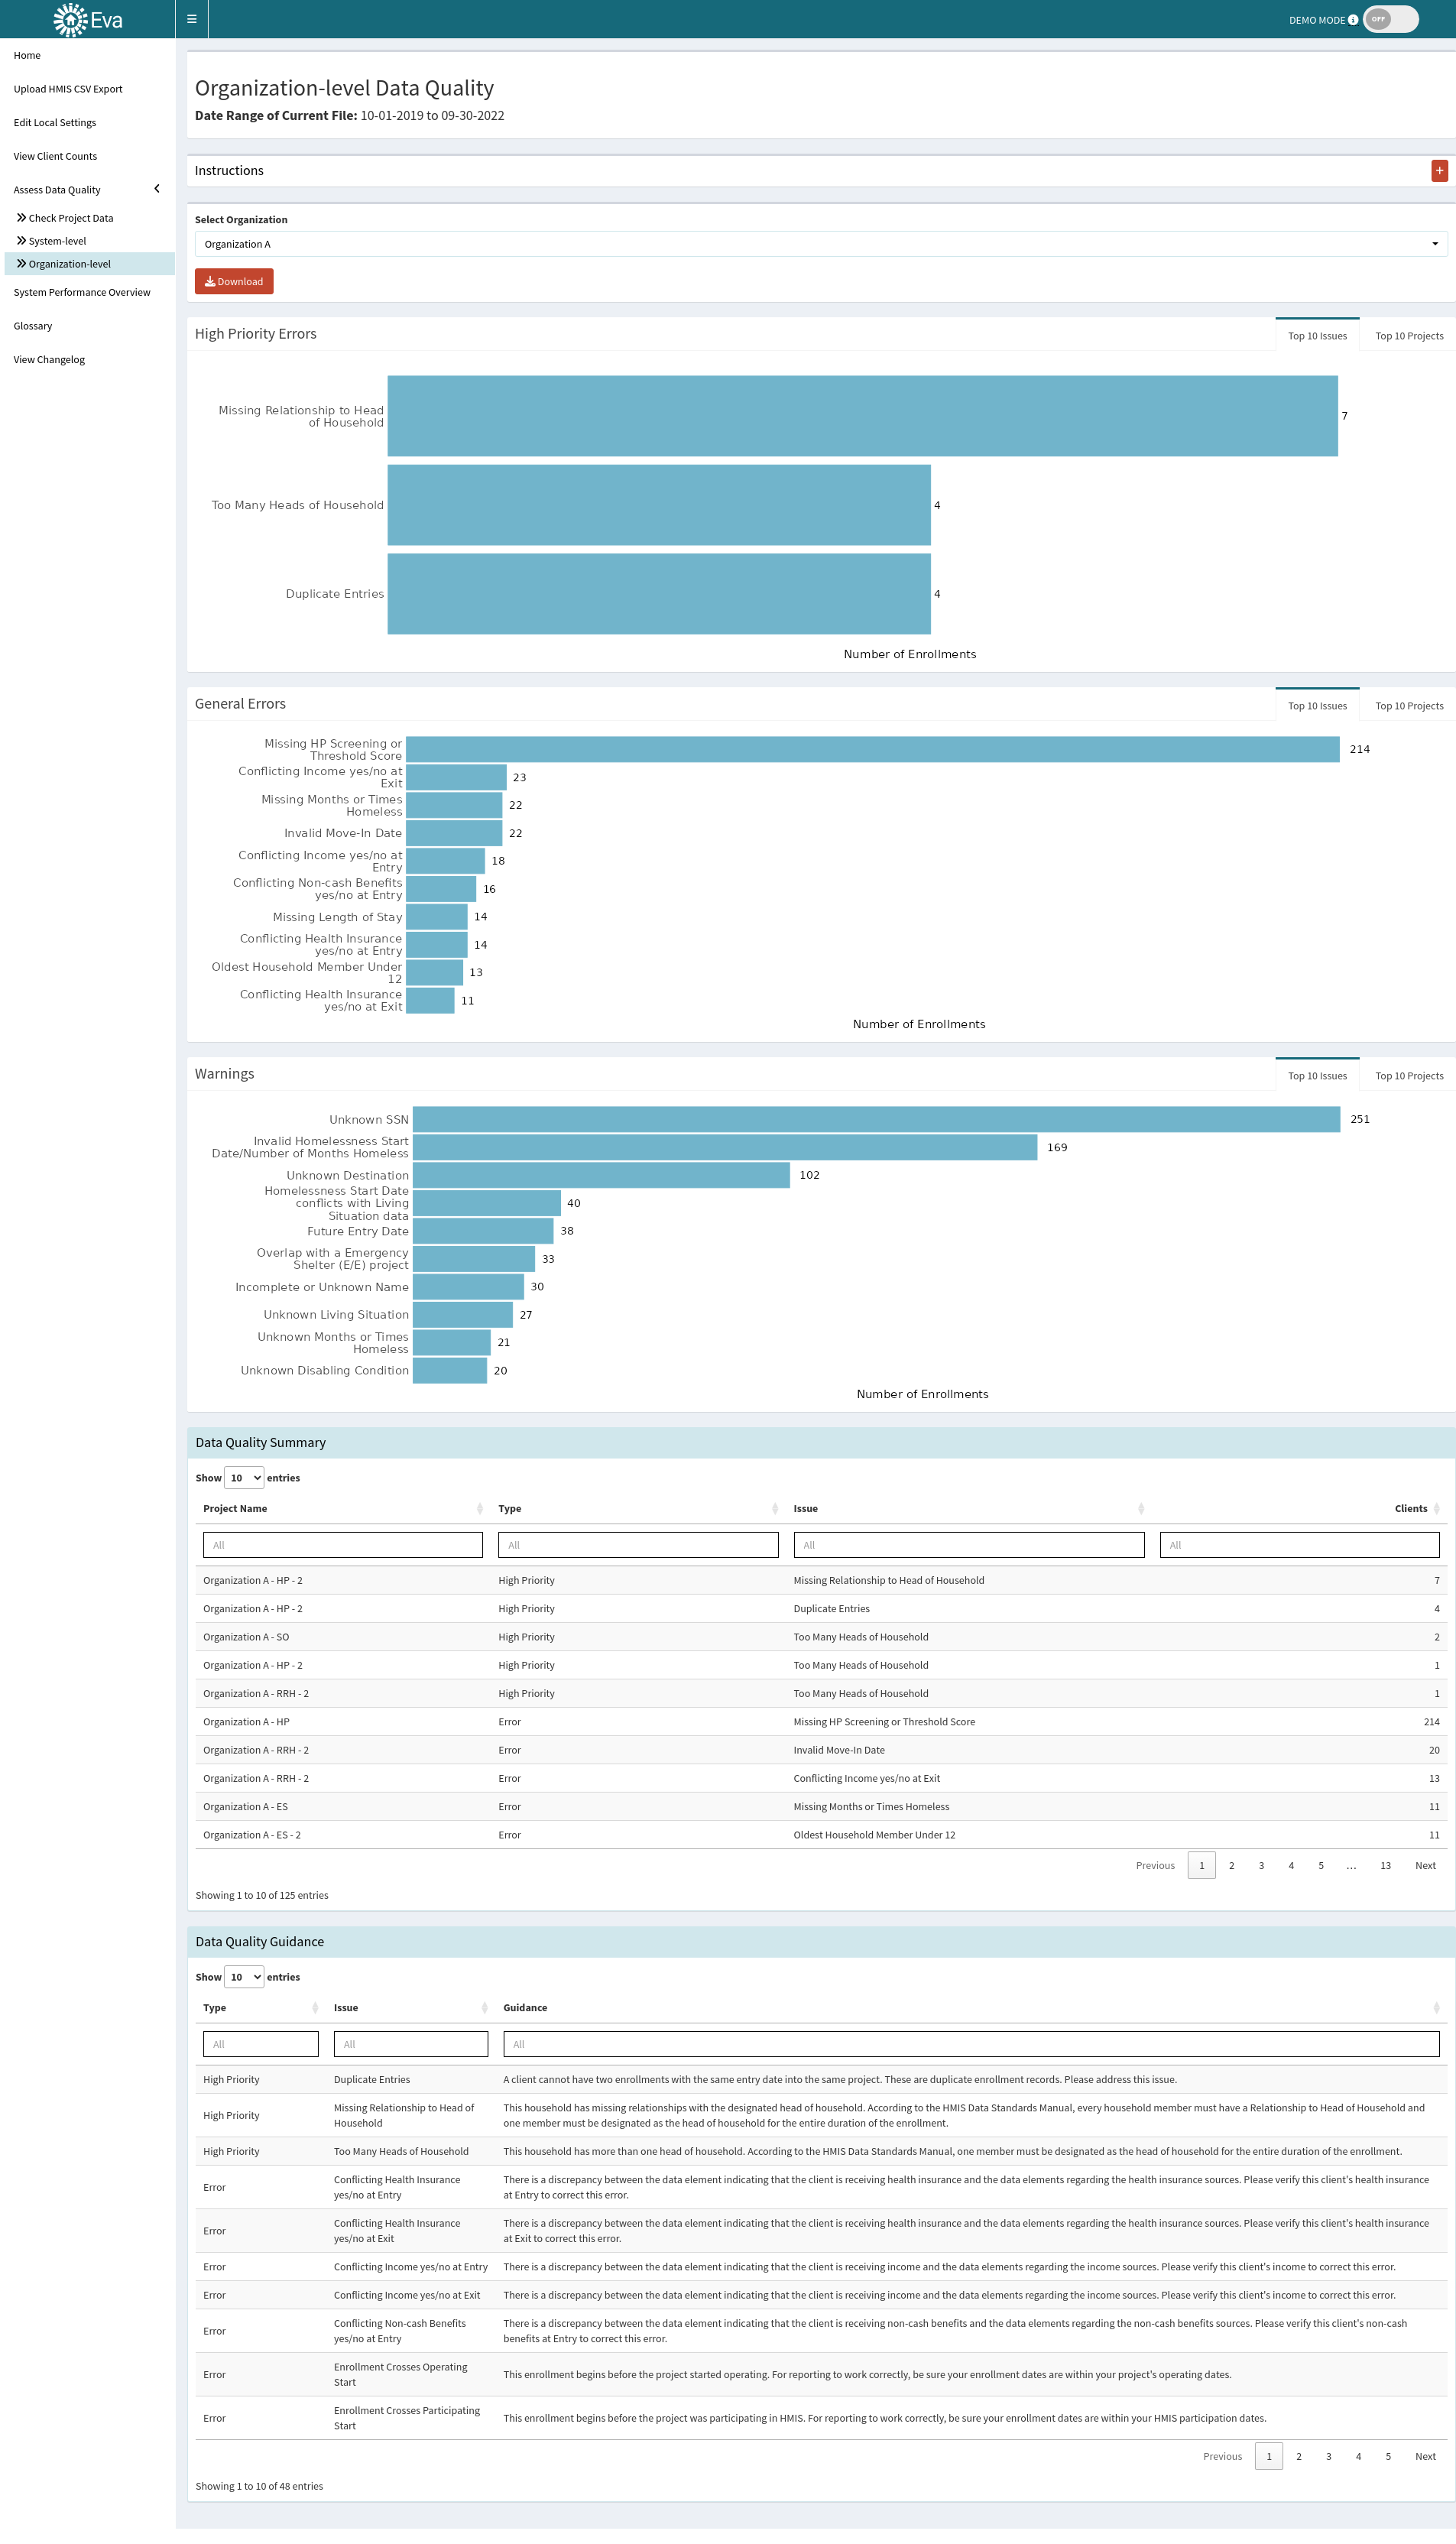 Eva
DEMO MODE OFF
Home
Upload HMIS CSV Export
Edit Local Settings
View Client Counts
Assess Data Quality
Check Project Data
System-level
Organization-level
System Performance Overview
Glossary
View Changelog
Organization-level Data Quality
Date Range of Current File: 10-01-2019 to 09-30-2022
Instructions
+
Select Organization
Organization A
Download
High Priority Errors
Top 10 Issues Top 10 Projects
Missing Relationship to Head
of Household
7
Too Many Heads of Household
4
Duplicate Entries
4
Number of Enrollments
General Errors
Top 10 Issues Top 10 Projects
Missing HP Screening or
Threshold Score
214
Conflicting Income yes/no at
Exit
23
Missing Months or Times
Homeless
22
Invalid Move-In Date
22
Conflicting Income yes/no at
Entry
18
Conflicting Non-cash Benefits
yes/no at Entry
16
Missing Length of Stay
14
Conflicting Health Insurance
yes/no at Entry
14
Oldest Household Member Under
12
13
Conflicting Health Insurance
yes/no at Exit
11
Number of Enrollments
Warnings
Top 10 Issues Top 10 Projects
Unknown SSN
251
Invalid Homelessness Start
Date/Number of Months Homeless
169
Unknown Destination
102
Homelessness Start Date
conflicts with Living
Situation data
40
Future Entry Date
38
Overlap with a Emergency
Shelter (E/E) project
33
Incomplete or Unknown Name
30
Unknown Living Situation
27
Unknown Months or Times
Homeless
21
Unknown Disabling Condition
20
Number of Enrollments
Data Quality Summary
Show 10 entries
Project Name Type Issue Clients
All All All All
Organization A - HP - 2 High Priority Missing Relationship to Head of Household 7
Organization A - HP - 2 High Priority Duplicate Entries 4
Organization A - SO High Priority Too Many Heads of Household 2
Organization A - HP - 2 High Priority Too Many Heads of Household 1
Organization A - RRH - 2 High Priority Too Many Heads of Household 1
Organization A - HP Error Missing HP Screening or Threshold Score 214
Organization A - RRH - 2 Error Invalid Move-In Date 20
Organization A - RRH - 2 Error Conflicting Income yes/no at Exit 13
Organization A - ES Error Missing Months or Times Homeless 11
Organization A - ES - 2 Error Oldest Household Member Under 12 11
Previous 1 2 3 4 5 … 13 Next
Showing 1 to 10 of 125 entries
Data Quality Guidance
Show 10 entries
Type Issue Guidance
All All All
High Priority Duplicate Entries A client cannot have two enrollments with the same entry date into the same project. These are duplicate enrollment records. Please address this issue.
High Priority
Missing Relationship to Head of
Household
This household has missing relationships with the designated head of household. According to the HMIS Data Standards Manual, every household member must have a Relationship to Head of Household and
one member must be designated as the head of household for the entire duration of the enrollment.
High Priority Too Many Heads of Household This household has more than one head of household. According to the HMIS Data Standards Manual, one member must be designated as the head of household for the entire duration of the enrollment.
Error
Conflicting Health Insurance
yes/no at Entry
There is a discrepancy between the data element indicating that the client is receiving health insurance and the data elements regarding the health insurance sources. Please verify this client's health insurance
at Entry to correct this error.
Error
Conflicting Health Insurance
yes/no at Exit
There is a discrepancy between the data element indicating that the client is receiving health insurance and the data elements regarding the health insurance sources. Please verify this client's health insurance
at Exit to correct this error.
Error Conflicting Income yes/no at Entry There is a discrepancy between the data element indicating that the client is receiving income and the data elements regarding the income sources. Please verify this client's income to correct this error.
Error Conflicting Income yes/no at Exit There is a discrepancy between the data element indicating that the client is receiving income and the data elements regarding the income sources. Please verify this client's income to correct this error.
Error
Conflicting Non-cash Benefits
yes/no at Entry
There is a discrepancy between the data element indicating that the client is receiving non-cash benefits and the data elements regarding the non-cash benefits sources. Please verify this client's non-cash
benefits at Entry to correct this error.
Error
Enrollment Crosses Operating
Start
This enrollment begins before the project started operating. For reporting to work correctly, be sure your enrollment dates are within your project's operating dates.
Error
Enrollment Crosses Participating
Start
This enrollment begins before the project was participating in HMIS. For reporting to work correctly, be sure your enrollment dates are within your HMIS participation dates.
Previous 1 2 3 4 5 Next
Showing 1 to 10 of 48 entries